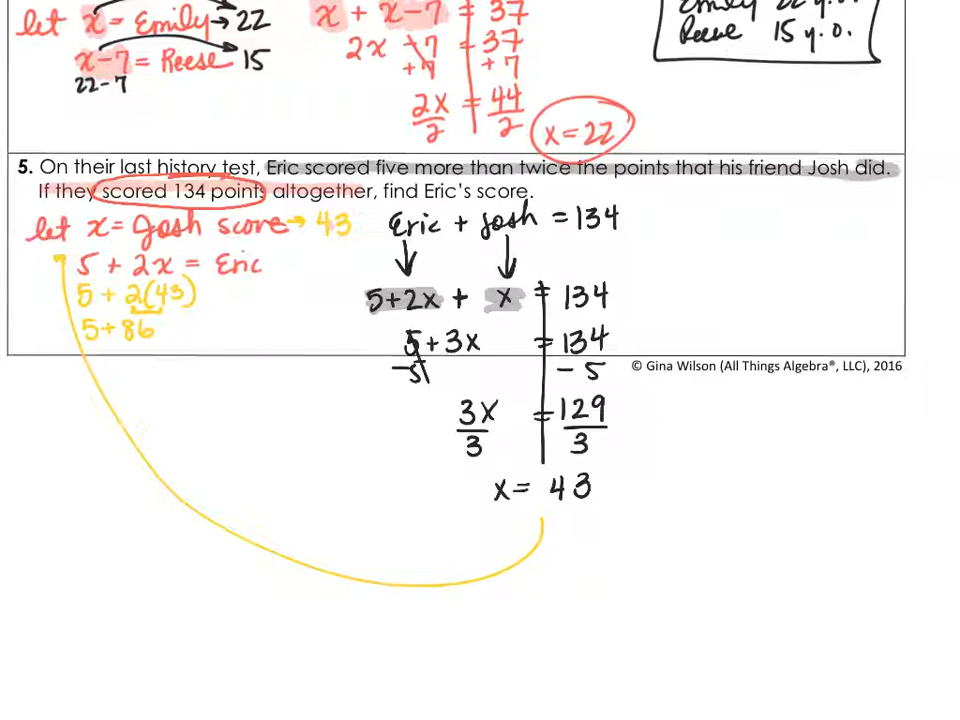 let x = Emily → 22
x-7 = Reese 15
22-7
x + x-7 = 37
2x -7 = 37
+7 +7
2x = 44
2 2
x=22
Emily 22 y.o.
Reese 15 y.o.
5. On their last history test, Eric scored five more than twice the points that his friend Josh did.
If they scored 134 points altogether, find Eric's score.
let x= Josh score → 43
5 + 2x = Eric
5 + 2(43)
5+86
Eric + Josh = 134
5+2x + x = 134
5+3x = 134
-5 - 5
3x = 129
3 3
x= 43
© Gina Wilson (All Things Algebra®, LLC), 2016